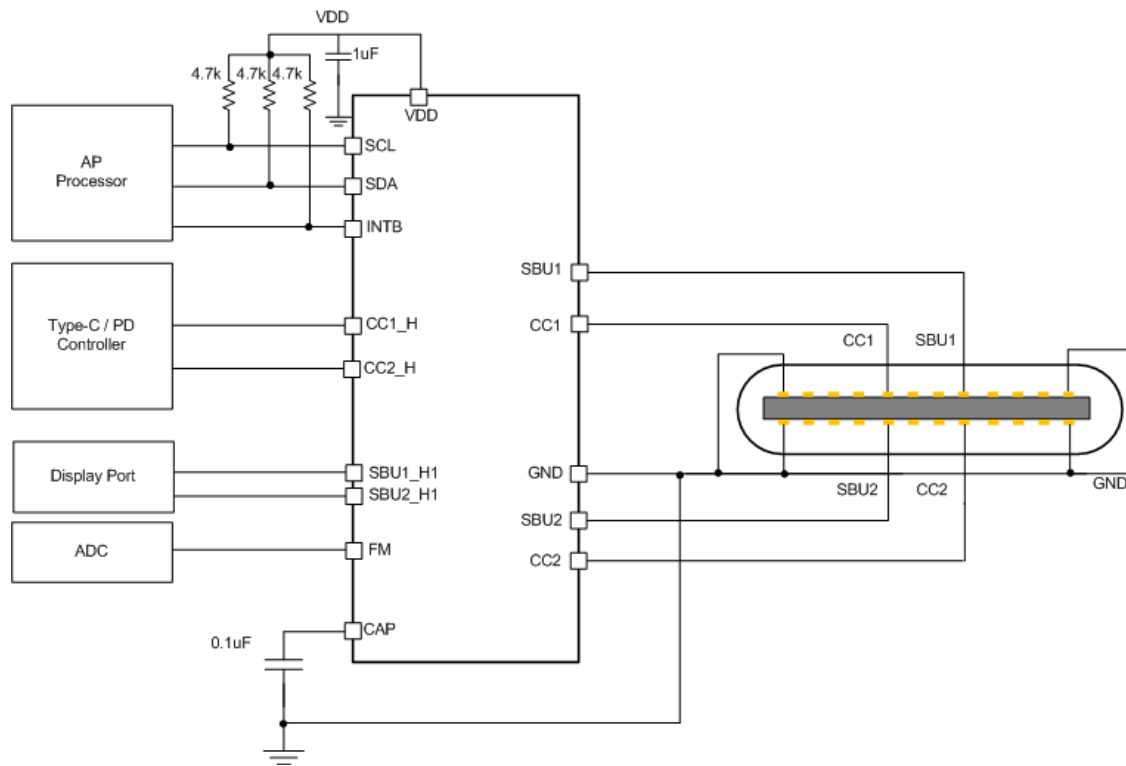 VDD
1uF
4.7k
4.7k
4.7k
VDD
AP
Processor
SCL
SDA
INTB
Type-C / PD
Controller
CC1_H
CC2_H
SBU1
CC1
CC1
SBU1
Display Port
SBU1_H1
SBU2_H1
GND
SBU2
CC2
GND
ADC
FM
SBU2
CC2
CAP
0.1uF